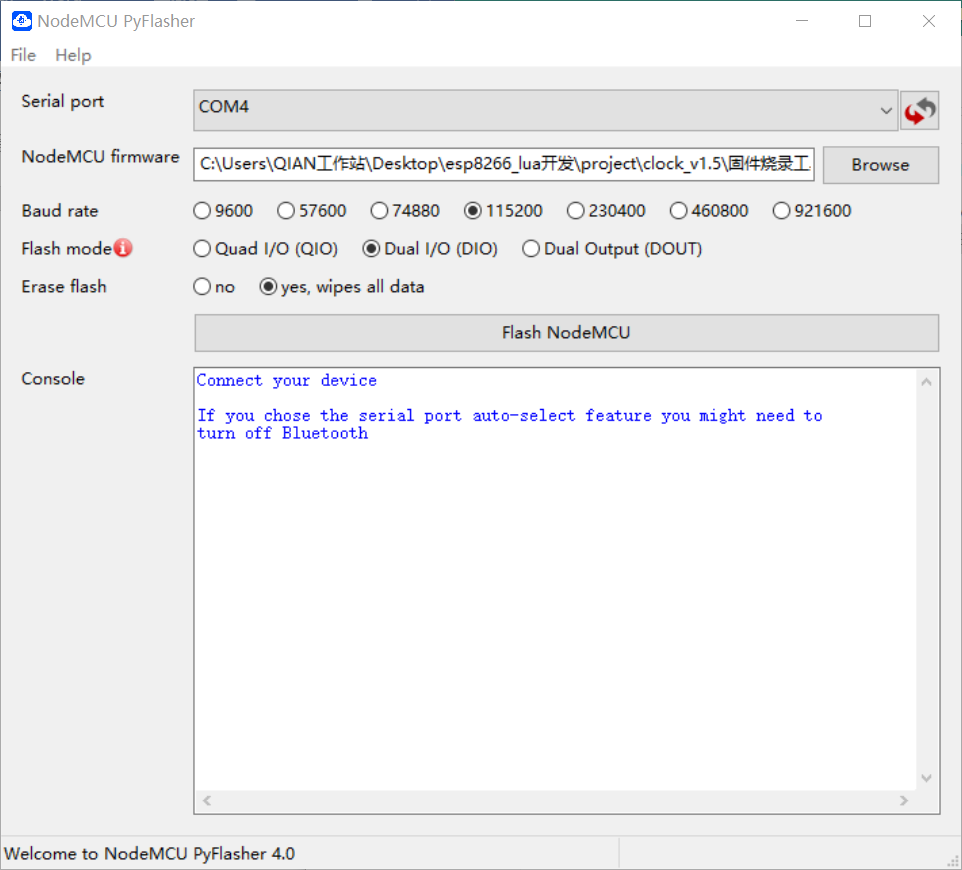 NodeMCU PyFlasher
File Help
Serial port COM4
NodeMCU firmware C:\Users\QIAN工作站\Desktop\esp8266_lua开发\project\clock_v1.5\固件烧录工 Browse
Baud rate 9600 57600 74880 115200 230400 460800 921600
Flash mode Quad I/O (QIO) Dual I/O (DIO) Dual Output (DOUT)
Erase flash no yes, wipes all data
Flash NodeMCU
Console
Connect your device
If you chose the serial port auto-select feature you might need to
turn off Bluetooth
Welcome to NodeMCU PyFlasher 4.0